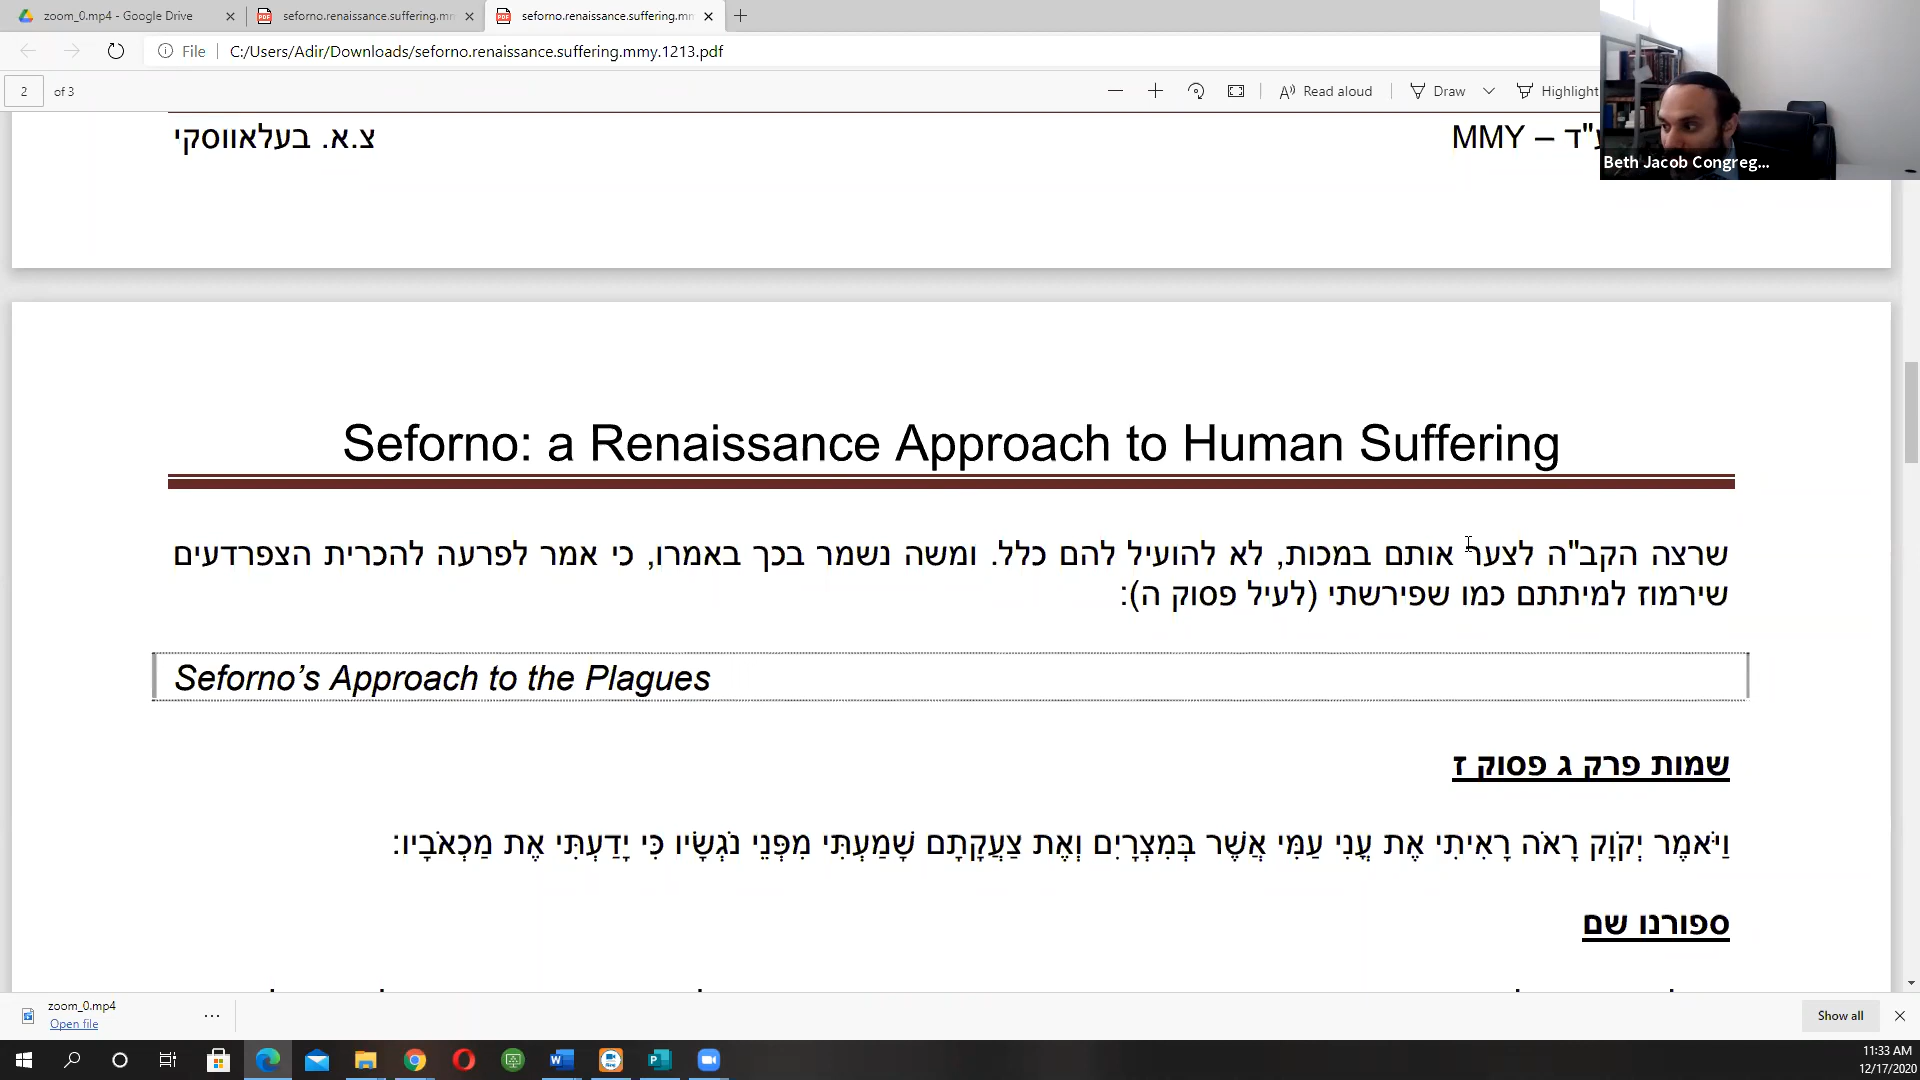 zoom_0.mp4 - Google Drive
seforno.renaissance.suffering.mm
seforno.renaissance.suffering.mm
File
C:/Users/Adir/Downloads/seforno.renaissance.suffering.mmy.1213.pdf
2 of 3
Read aloud
Draw
Highlight
Beth Jacob Congreg...
ע"ד – MMY
צ.א. בעלאווסקי
Seforno: a Renaissance Approach to Human Suffering
שרצה הקב"ה לצער אותם במכות, לא להועיל להם כלל. ומשה נשמר בכך באמרו, כי אמר לפרעה להכרית הצפרדעים
שירמוז למיתתם כמו שפירשתי (לעיל פסוק ה):
Seforno’s Approach to the Plagues
שמות פרק ג פסוק ז
וַיֹּאמֶר יְקֹוָק רָאֹה רָאִיתִי אֶת עֳנִי עַמִּי אֲשֶׁר בְּמִצְרָיִם וְאֶת צַעֲקָתָם שָׁמַעְתִּי מִפְּנֵי נֹגְשָׂיו כִּי יָדַעְתִּי אֶת מַכְאֹבָיו:
ספורנו שם
zoom_0.mp4
Open file
Show all
11:33 AM
12/17/2020